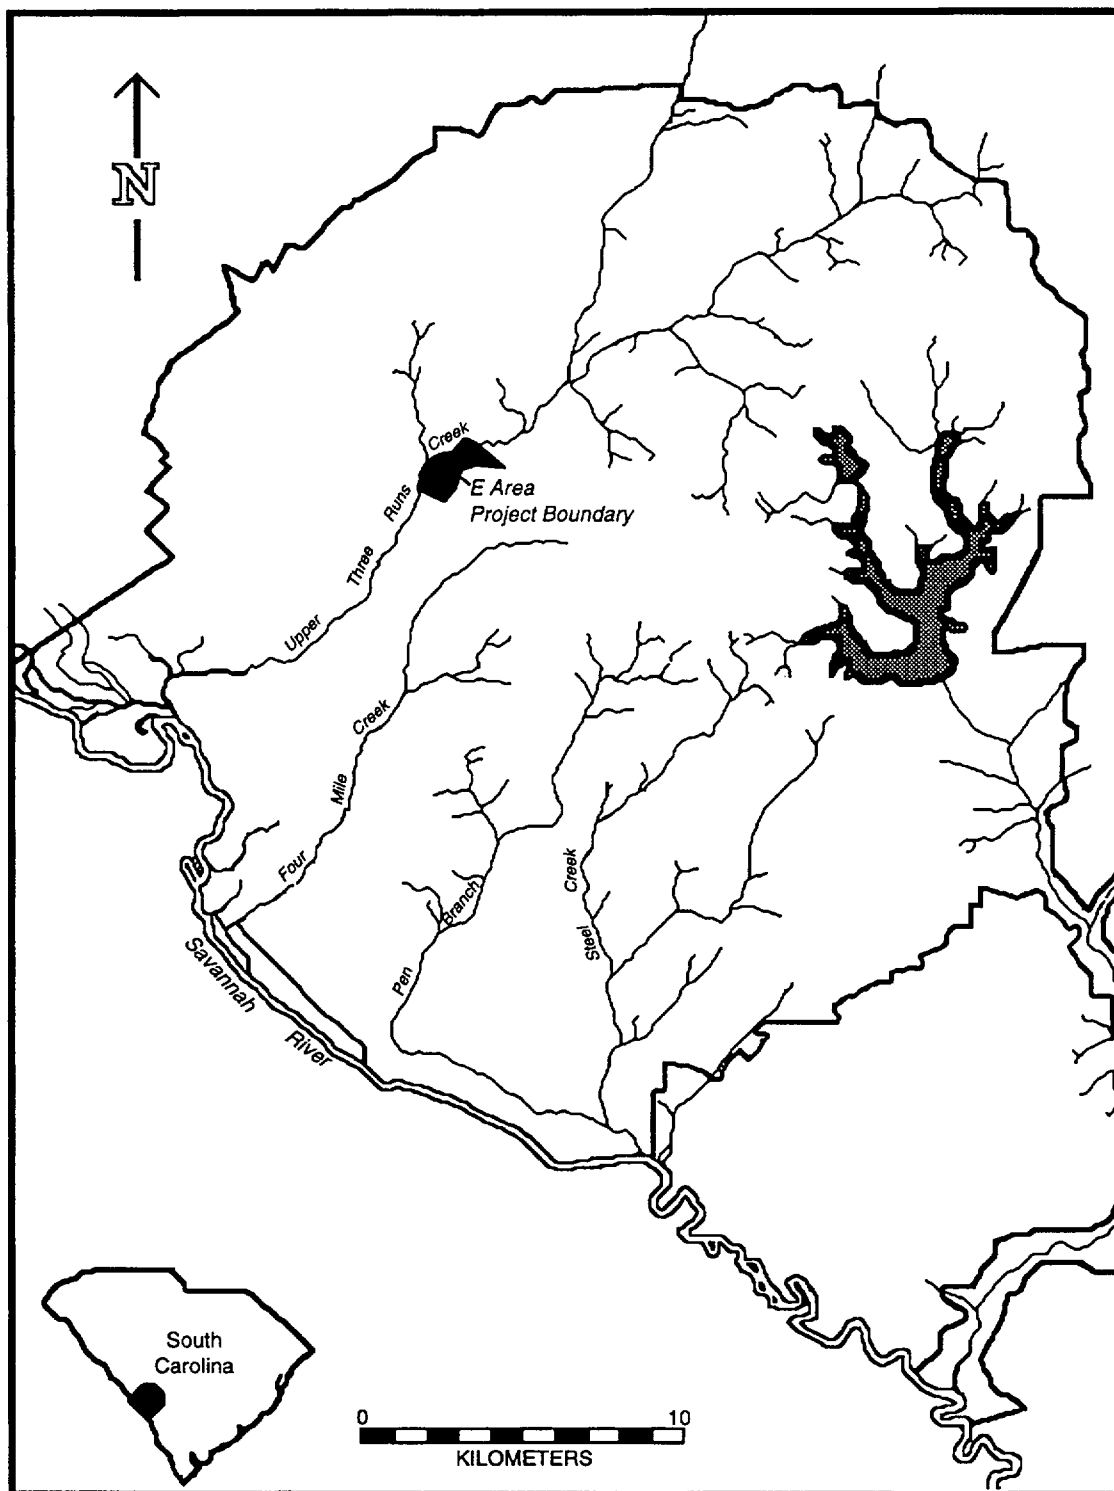 N
Creek
E Area
Project Boundary
Runs
Three
Upper
Creek
Mile
Four
Creek
Branch
Steel
Pen
Savannah
River
South
Carolina
0 10
KILOMETERS